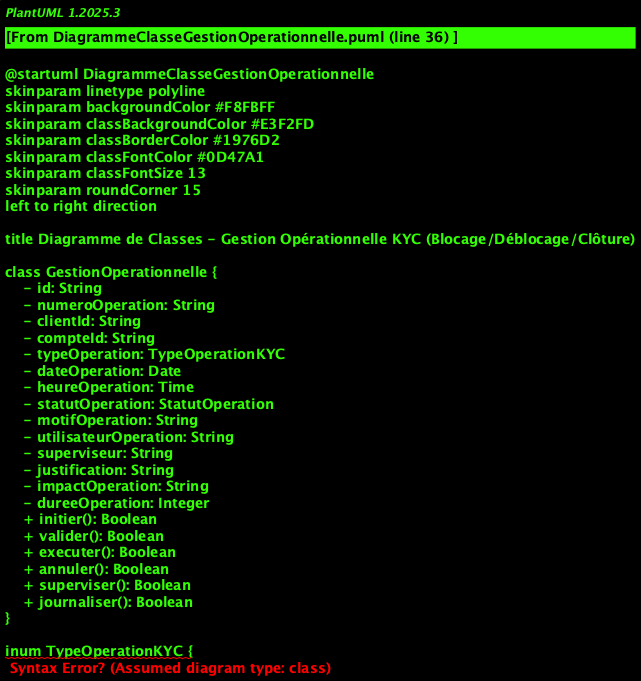 PlantUML 1.2025.3
[From DiagrammeClasseGestionOperationnelle.puml (line 36) ]
@startuml DiagrammeClasseGestionOperationnelle
skinparam linetype polyline
skinparam backgroundColor #F8FBFF
skinparam classBackgroundColor #E3F2FD
skinparam classBorderColor #1976D2
skinparam classFontColor #0D47A1
skinparam classFontSize 13
skinparam roundCorner 15
left to right direction
title Diagramme de Classes - Gestion Opérationnelle KYC (Blocage/Déblocage/Clôture)
class GestionOperationnelle {
- id: String
- numeroOperation: String
- clientId: String
- compteId: String
- typeOperation: TypeOperationKYC
- dateOperation: Date
- heureOperation: Time
- statutOperation: StatutOperation
- motifOperation: String
- utilisateurOperation: String
- superviseur: String
- justification: String
- impactOperation: String
- dureeOperation: Integer
+ initier(): Boolean
+ valider(): Boolean
+ executer(): Boolean
+ annuler(): Boolean
+ superviser(): Boolean
+ journaliser(): Boolean
}
inum TypeOperationKYC {
Syntax Error? (Assumed diagram type: class)